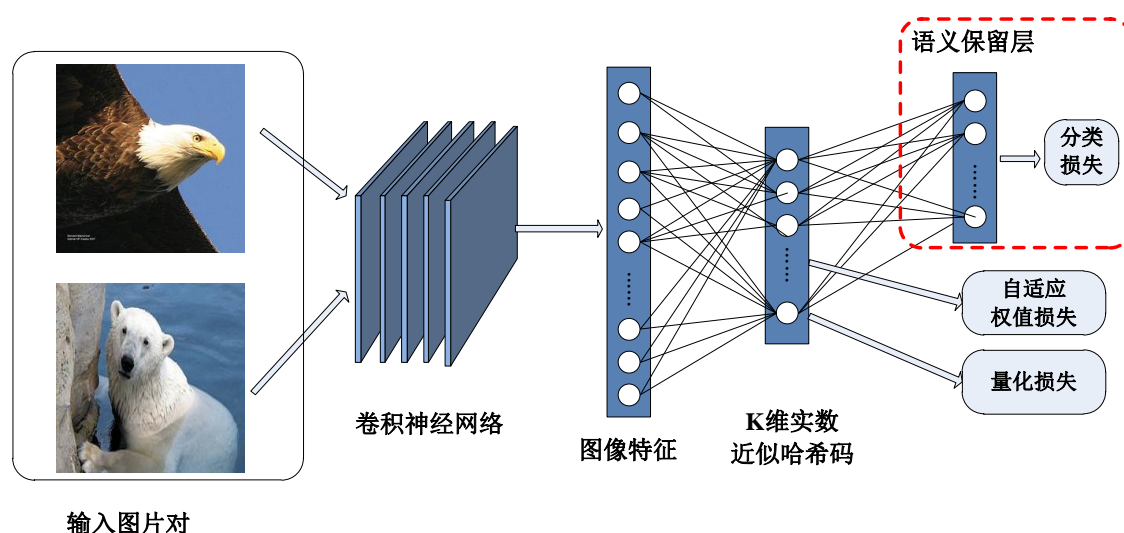 语义保留层
分类
损失
自适应
权值损失
量化损失
卷积神经网络
图像特征
K维实数
近似哈希码
输入图片对